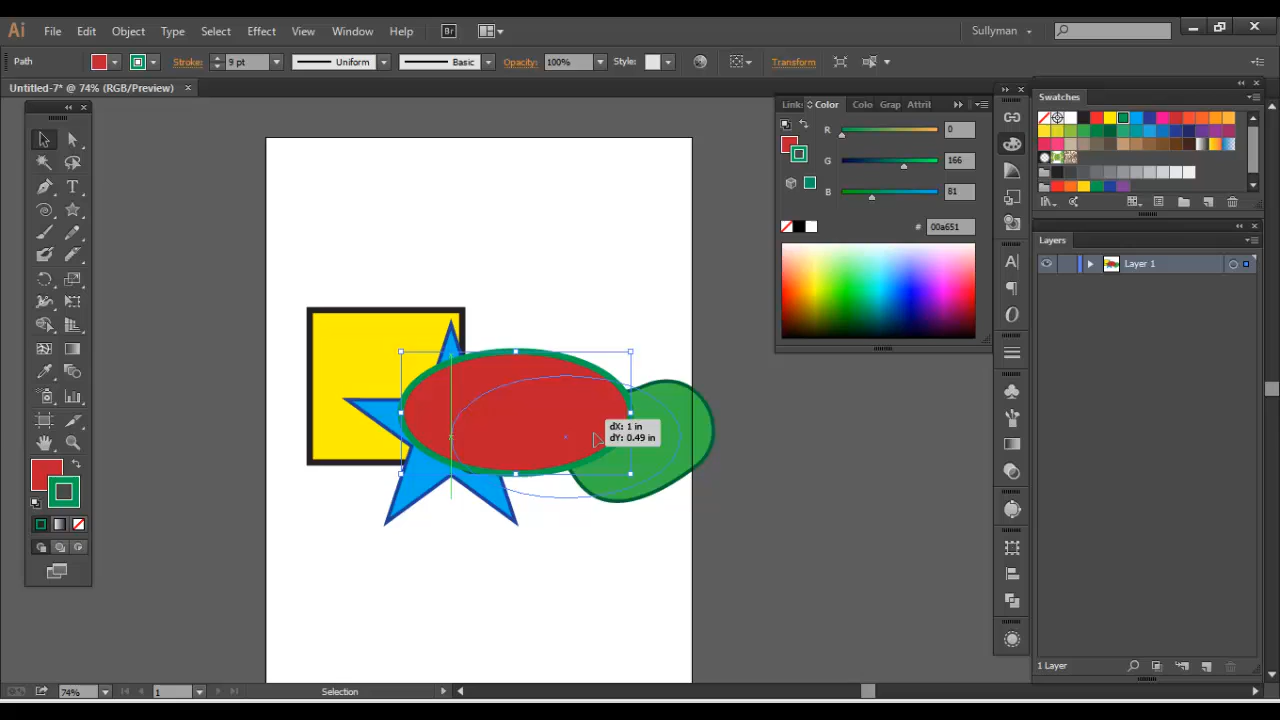 Ai File Edit Object Type Select Effect View Window Help Br Sullyman
Path Stroke: 9 pt Uniform Basic Opacity: 100% Style: Transform
Untitled-7* @ 74% (RGB/Preview) ×
Links Color Colo Grap Attril
R 0
G 166
B 81
# 00a651
Swatches
Layers
Layer 1
dX: 1 in
dY: 0.49 in
1 Layer
74% 1 Selection